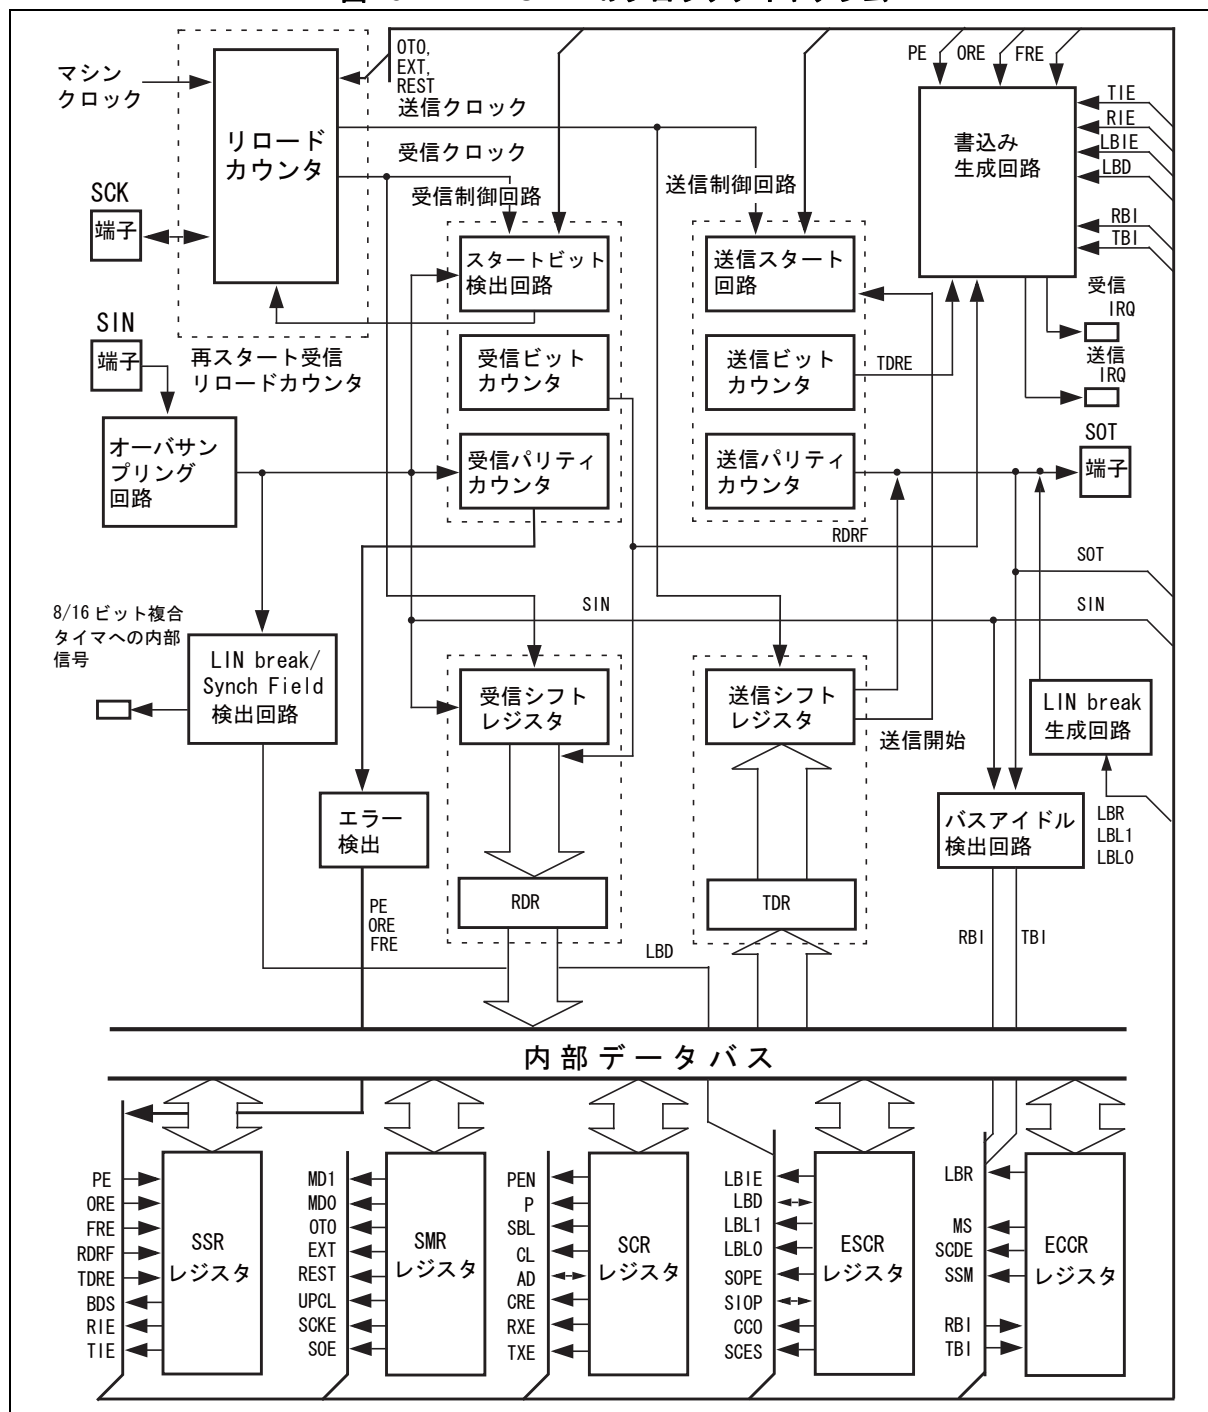 OTO,
EXT,
REST
PE ORE FRE
マシン
クロック
送信クロック
TIE
RIE
LBIE
LBD
リロード
カウンタ
書込み
生成回路
受信クロック
受信制御回路
送信制御回路
SCK
端子
RBI
TBI
スタートビット
検出回路
送信スタート
回路
受信
IRQ
SIN
端子
再スタート受信
リロードカウンタ
受信ビット
カウンタ
送信ビット
カウンタ
TDRE
送信
IRQ
オーバサン
プリング
回路
受信パリティ
カウンタ
送信パリティ
カウンタ
SOT
端子
RDRF
SOT
SIN
SIN
8/16 ビット複合
タイマへの内部
信号
LIN break/
Synch Field
検出回路
受信シフト
レジスタ
送信シフト
レジスタ
送信開始
LIN break
生成回路
エラー
検出
バスアイドル
検出回路
LBR
LBL1
LBL0
RDR
TDR
PE
ORE
FRE
LBD
RBI
TBI
内部データバス
PE
ORE
FRE
RDRF
TDRE
BDS
RIE
TIE
SSR
レジスタ
MD1
MD0
OTO
EXT
REST
UPCL
SCKE
SOE
SMR
レジスタ
PEN
P
SBL
CL
AD
CRE
RXE
TXE
SCR
レジスタ
LBIE
LBD
LBL1
LBL0
SOPE
SIOP
CCO
SCES
ESCR
レジスタ
LBR
MS
SCDE
SSM
RBI
TBI
ECCR
レジスタ